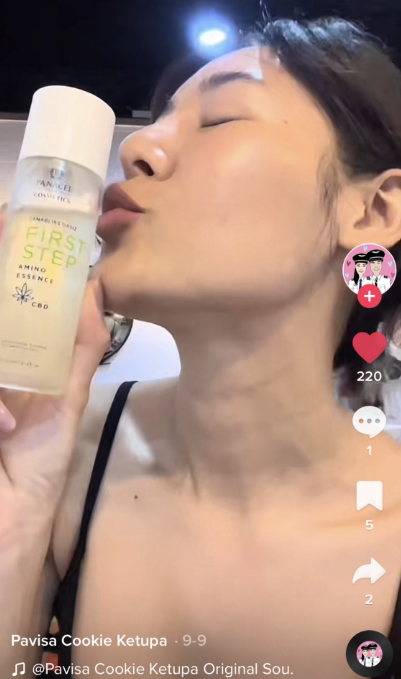 PANACEE
COSMETICS
FIRST
STEP
AMINO
ESSENCE
CBD
220
1
5
2
Pavisa Cookie Ketupa · 9-9
@Pavisa Cookie Ketupa Original Sou.